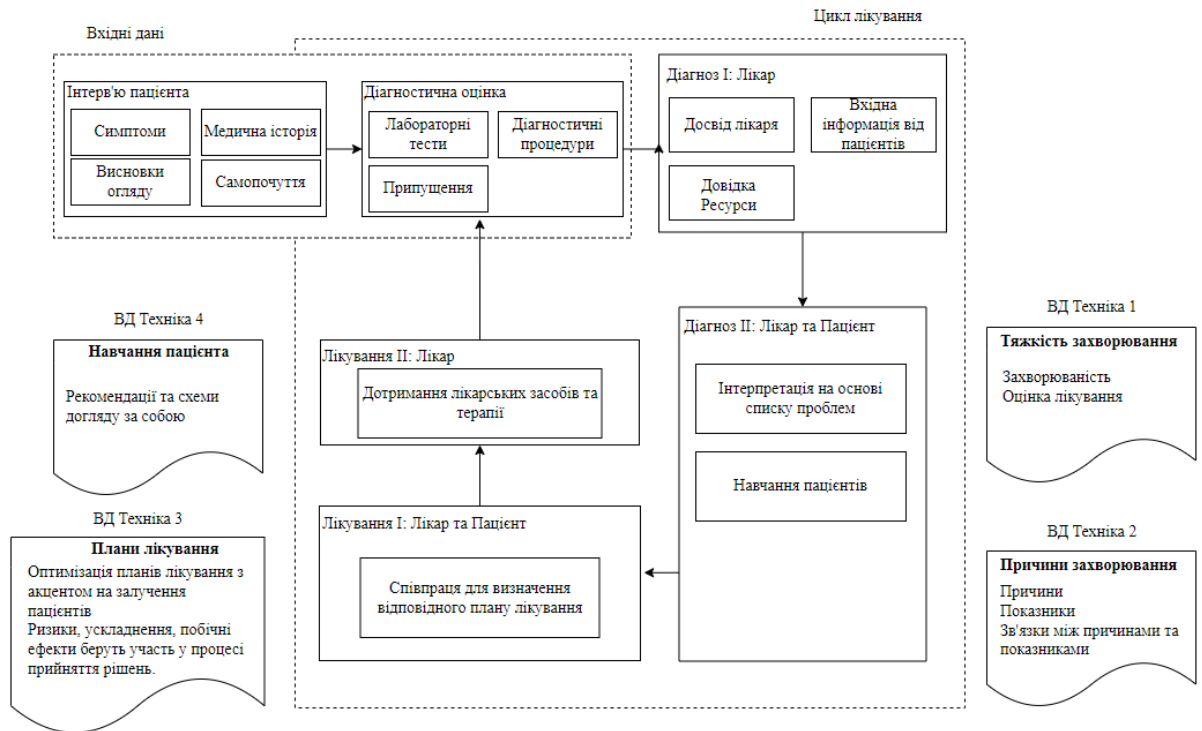 Вхідні дані
Цикл лікування
Інтерв'ю пацієнта
Симптоми
Медична історія
Висновки
огляду
Самопочуття
Діагностична оцінка
Лабораторні
тести
Діагностичні
процедури
Припущення
Діагноз I: Лікар
Досвід лікаря
Вхідна
інформація від
пацієнтів
Довідка
Ресурси
Діагноз II: Лікар та Пацієнт
Інтерпретація на основі
списку проблем
Навчання пацієнтів
Лікування II: Лікар
Дотримання лікарських засобів та
терапії
Лікування I: Лікар та Пацієнт
Співпраця для визначення
відповідного плану лікування
ВД Техніка 4
Навчання пацієнта
Рекомендації та схеми
догляду за собою
ВД Техніка 3
Плани лікування
Оптимізація планів лікування з
акцентом на залучення
пацієнтів
Ризики, ускладнення, побічні
ефекти беруть участь у процесі
прийняття рішень.
ВД Техніка 1
Тяжкість захворювання
Захворюваність
Оцінка лікування
ВД Техніка 2
Причини захворювання
Причини
Показники
Зв'язки між причинами та
показниками